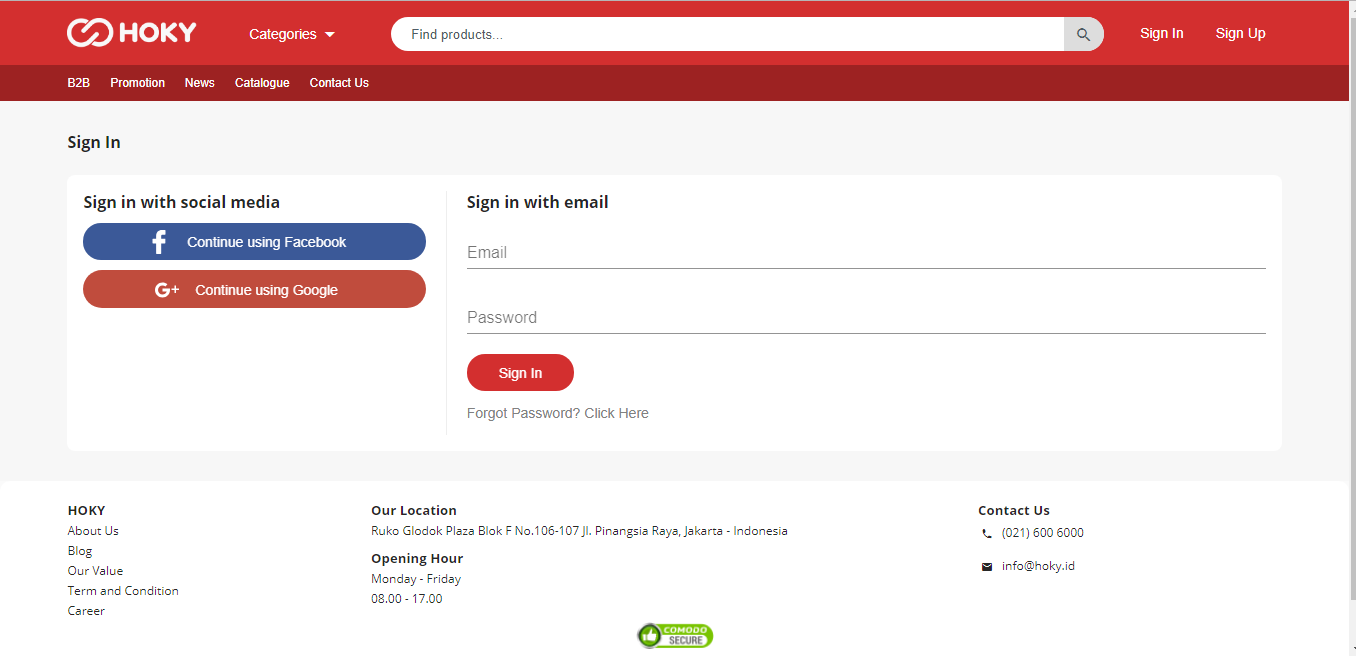 HOKY
Categories
Find products...
Sign In
Sign Up
B2B
Promotion
News
Catalogue
Contact Us
Sign In
Sign in with social media
Continue using Facebook
G+ Continue using Google
Sign in with email
Email
Password
Sign In
Forgot Password? Click Here
HOKY
About Us
Blog
Our Value
Term and Condition
Career
Our Location
Ruko Glodok Plaza Blok F No.106-107 Jl. Pinangsia Raya, Jakarta - Indonesia
Opening Hour
Monday - Friday
08.00 - 17.00
Contact Us
(021) 600 6000
info@hoky.id
COMODO
SECURE